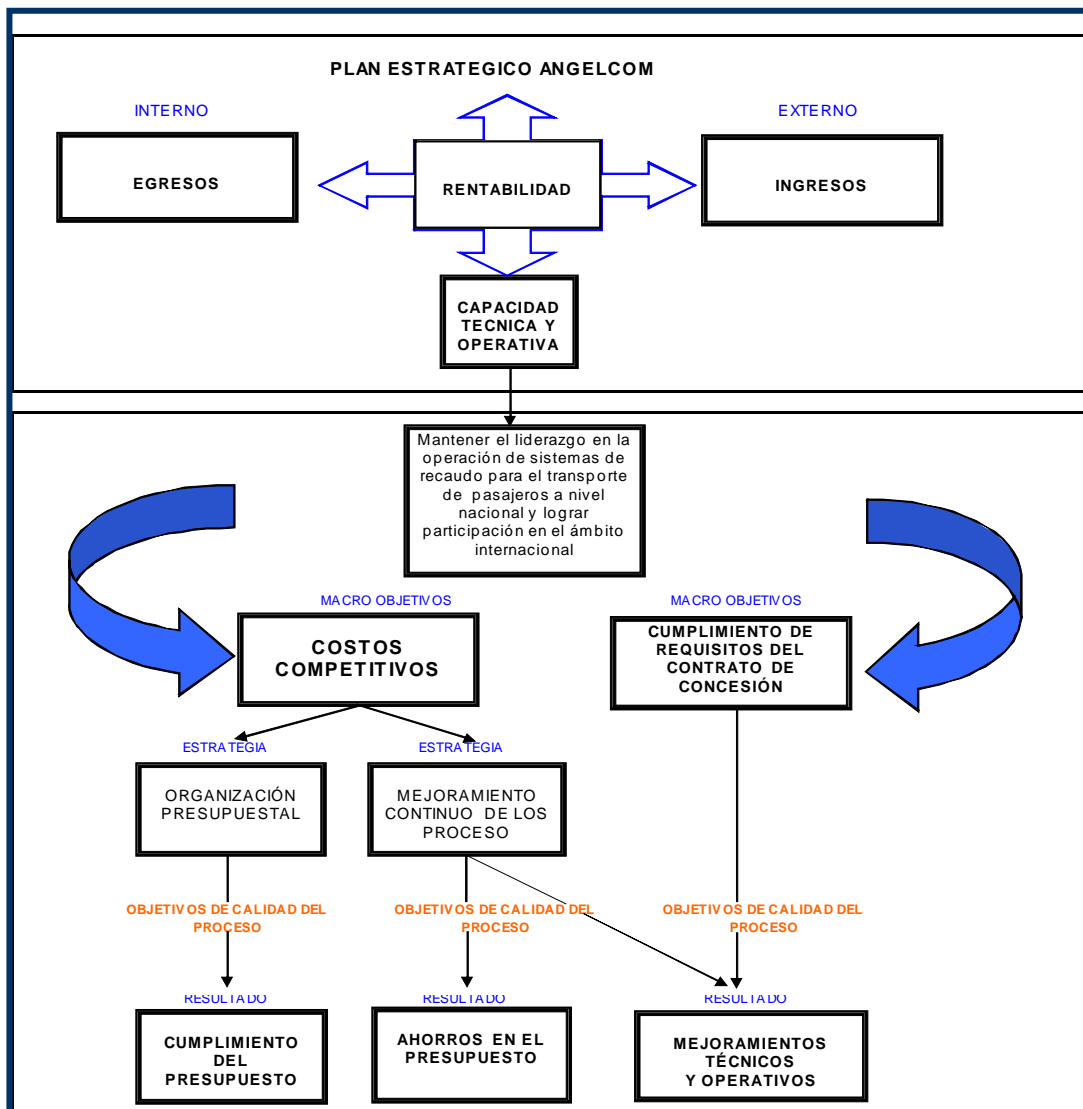 PLAN ESTRATEGICO ANGELCOM
INTERNO
EXTERNO
EGRESOS
RENTABILIDAD
INGRESOS
CAPACIDAD
TECNICA Y
OPERATIVA
Mantener el liderazgo en la
operación de sistemas de
recaudo para el transporte
de pasajeros a nivel
nacional y lograr
participación en el ámbito
internacional
MACRO OBJETIVOS
MACRO OBJETIVOS
COSTOS
COMPETITIVOS
CUMPLIMIENTO DE
REQUISITOS DEL
CONTRATO DE
CONCESIÓN
ESTRATEGIA
ESTRATEGIA
ORGANIZACIÓN
PRESUPUESTAL
MEJORAMIENTO
CONTINUO DE LOS
PROCESO
OBJETIVOS DE CALIDAD DEL
PROCESO
OBJETIVOS DE CALIDAD DEL
PROCESO
OBJETIVOS DE CALIDAD DEL
PROCESO
RESULTADO
RESULTADO
RESULTADO
CUMPLIMIENTO
DEL
PRESUPUESTO
AHORROS EN EL
PRESUPUESTO
MEJORAMIENTOS
TÉCNICOS
Y OPERATIVOS